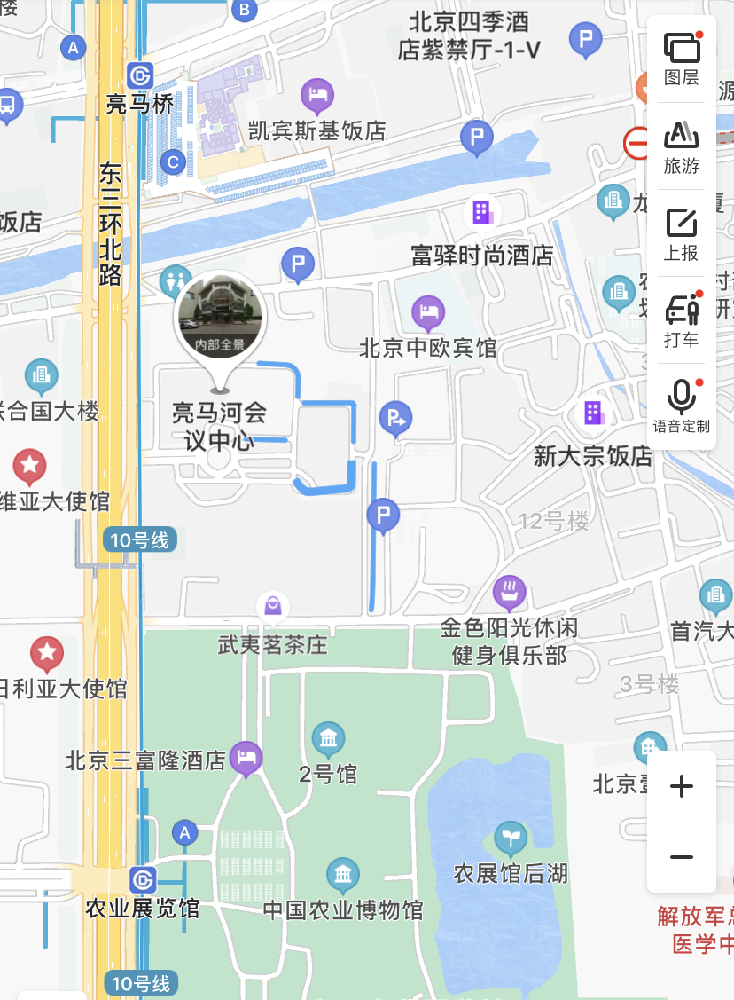 楼
B
北京四季酒
店紫禁厅-1-V
P
A
图层
亮马桥
凯宾斯基饭店
源
P
C
旅游
东三环北路
饭店
龙
厦
富驿时尚酒店
上报
P
农
村
划
研
内部全景
北京中欧宾馆
打车
3
联合国大楼
亮马河会
议中心
P
语音定制
新大宗饭店
维亚大使馆
12号楼
P
10号线
武夷茗茶庄
金色阳光休闲
健身俱乐部
首汽大
日利亚大使馆
3号楼
北京三富隆酒店
2号馆
北京壹
+
A
−
农展馆后湖
农业展览馆
中国农业博物馆
解放军总
医学中
10号线